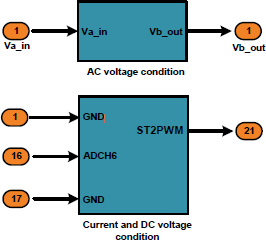 1
Va_in
Va_in
Vb_out
1
Vb_out
AC voltage condition
1
GND
ST2PWM
21
16
ADCH6
17
GND
Current and DC voltage
condition